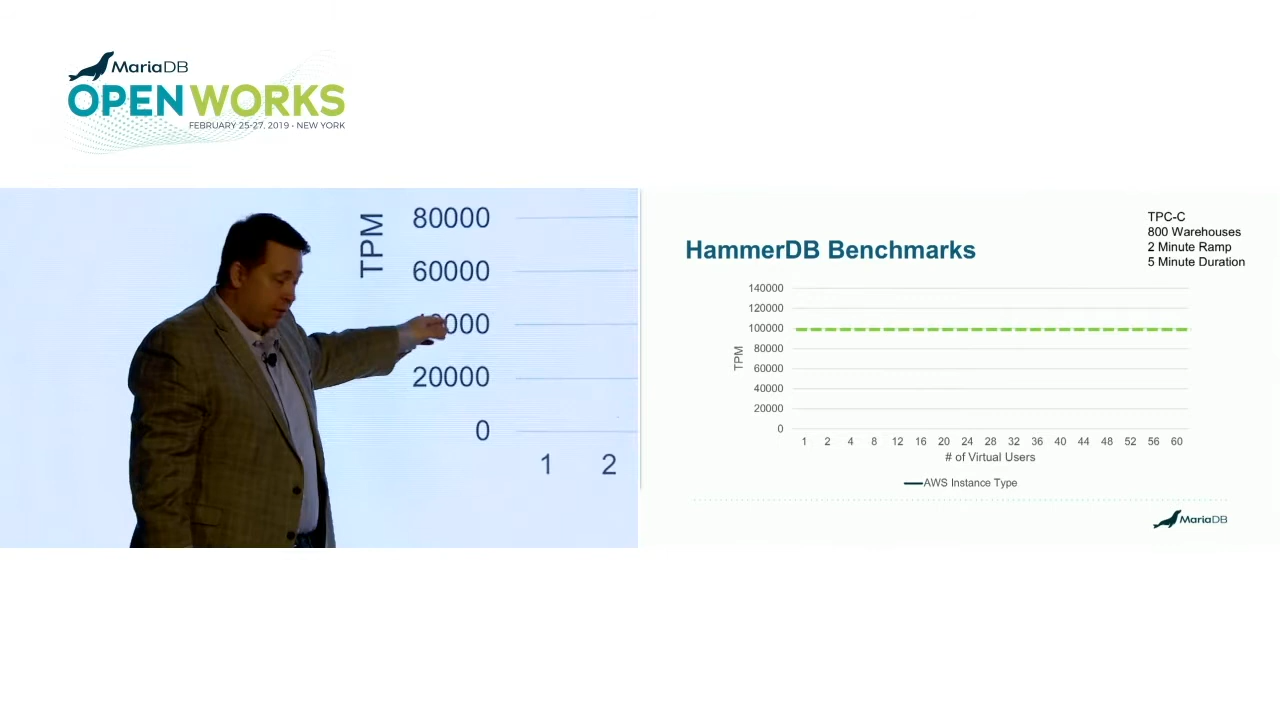 MariaDB
OPEN WORKS
FEBRUARY 25-27, 2019 • NEW YORK
TPM
80000
60000
20000
0
1 2
TPC-C
800 Warehouses
2 Minute Ramp
5 Minute Duration
HammerDB Benchmarks
140000
120000
100000
80000
60000
40000
20000
0
TPM
1 2 4 8 12 16 20 24 28 32 36 40 44 48 52 56 60
# of Virtual Users
AWS Instance Type
MariaDB